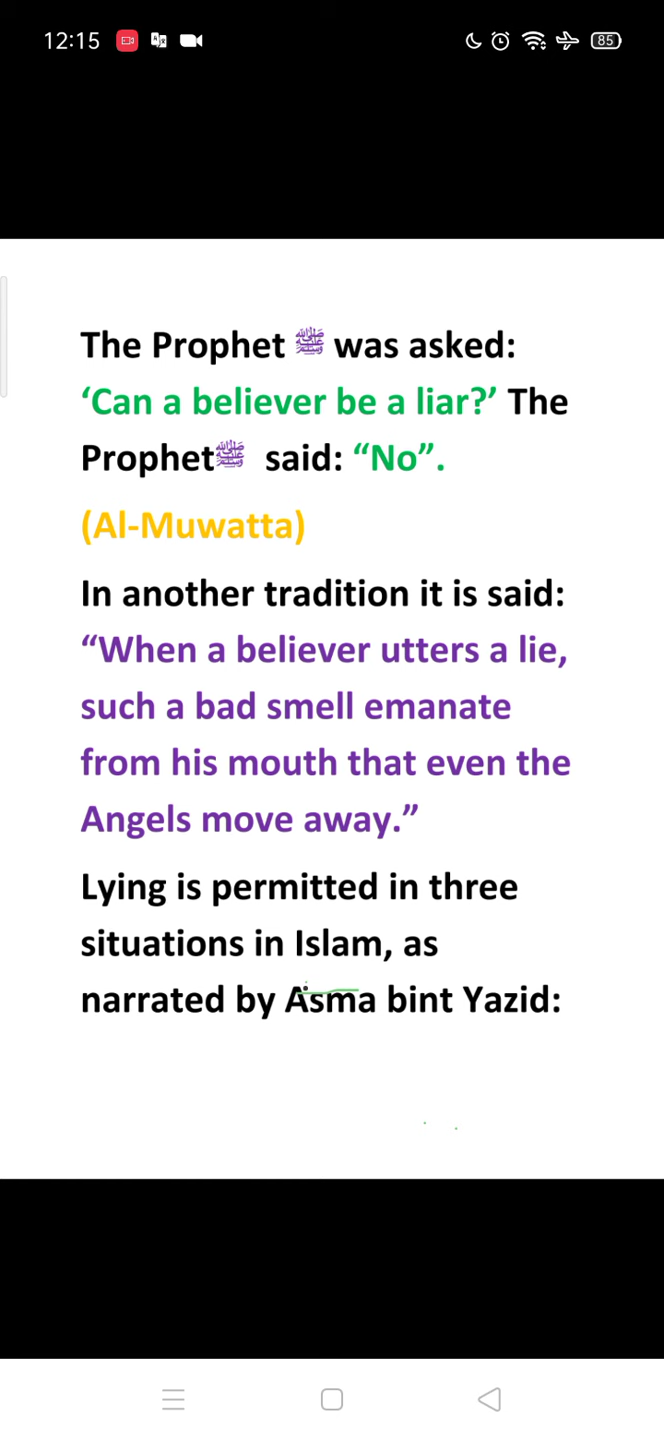 12:15
85
The Prophet ﷺ was asked:
‘Can a believer be a liar?’ The
Prophetﷺ said: “No”.
(Al-Muwatta)
In another tradition it is said:
“When a believer utters a lie,
such a bad smell emanate
from his mouth that even the
Angels move away.”
Lying is permitted in three
situations in Islam, as
narrated by Asma bint Yazid: